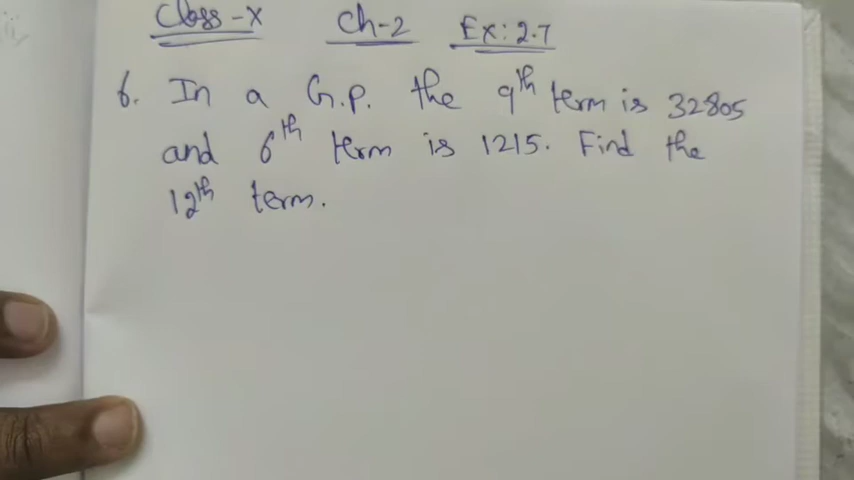 Class-X Ch-2 Ex: 2.7
6. In a G.P. the 9th term is 32805
and 6th term is 1215. Find the
12th term.